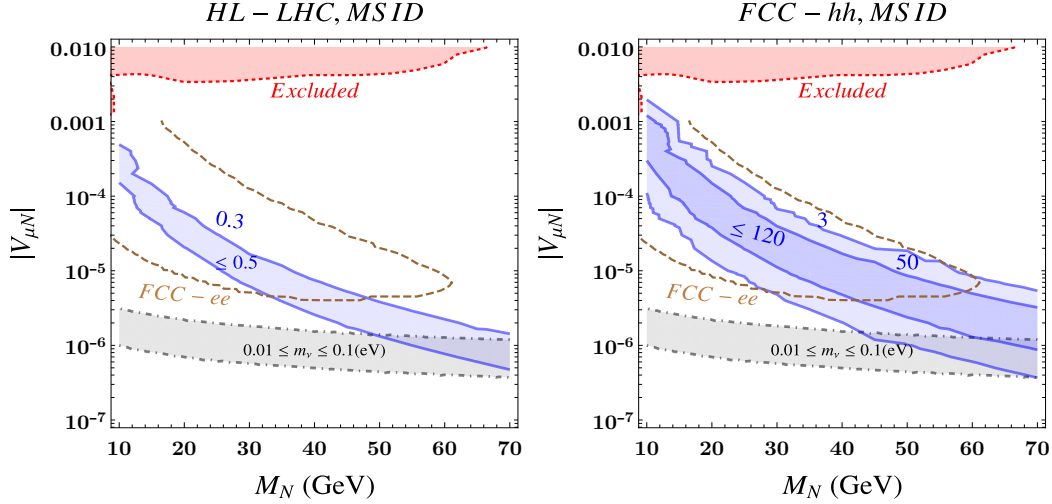 HL − LHC, MS ID
0.010
0.001
10⁻⁴
10⁻⁵
10⁻⁶
10⁻⁷
|V_μN|
Excluded
0.3
≤ 0.5
FCC − ee
0.01 ≤ m_ν ≤ 0.1(eV)
10 20 30 40 50 60 70
M_N (GeV)
FCC − hh, MS ID
0.010
0.001
10⁻⁴
10⁻⁵
10⁻⁶
10⁻⁷
|V_μN|
Excluded
3
≤ 120
50
FCC − ee
0.01 ≤ m_ν ≤ 0.1(eV)
10 20 30 40 50 60 70
M_N (GeV)